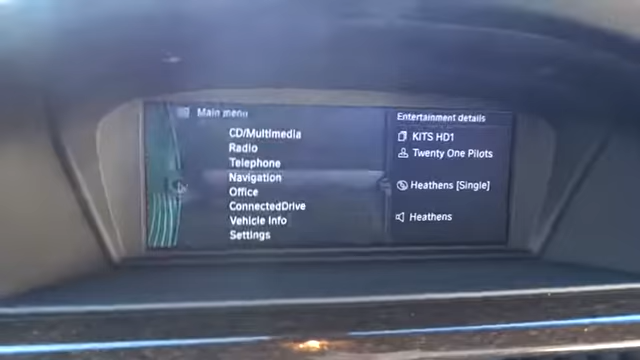 Main menu
CD/Multimedia
Radio
Telephone
Navigation
Office
ConnectedDrive
Vehicle Info
Settings
Entertainment details
KITS HD1
Twenty One Pilots
Heathens [Single]
Heathens